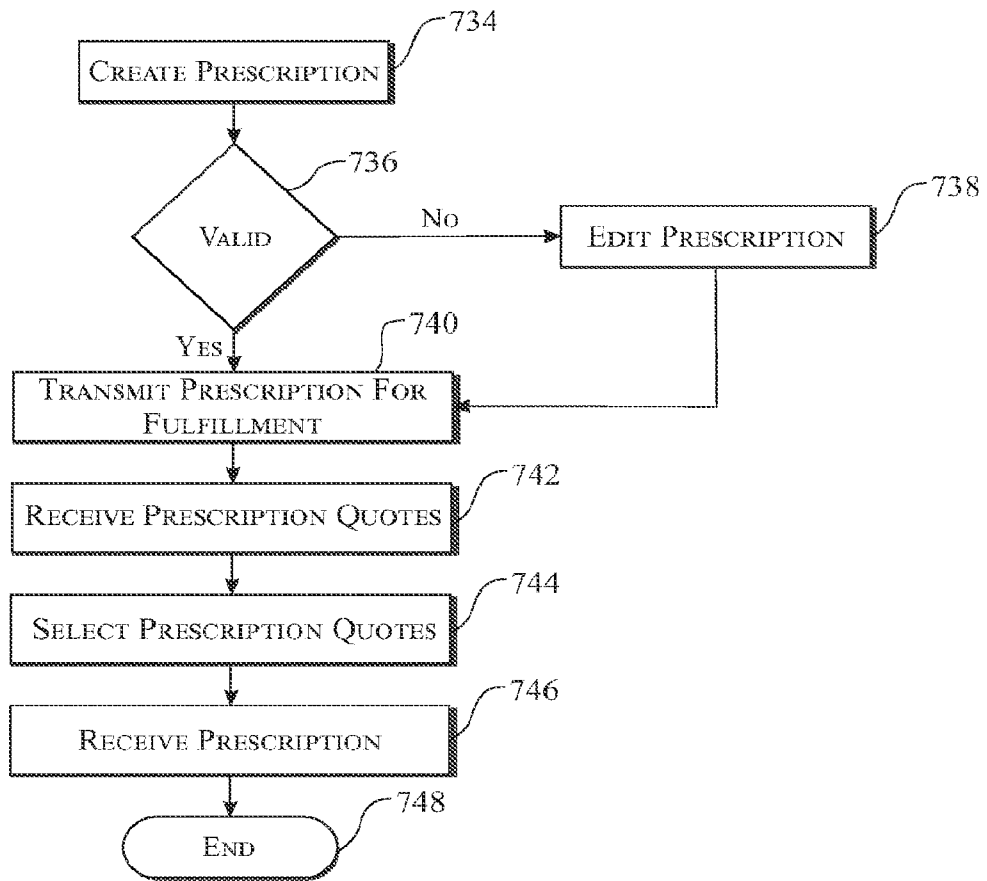 734
CREATE PRESCRIPTION
736
VALID
NO
738
EDIT PRESCRIPTION
YES
740
TRANSMIT PRESCRIPTION FOR
FULFILLMENT
742
RECEIVE PRESCRIPTION QUOTES
744
SELECT PRESCRIPTION QUOTES
746
RECEIVE PRESCRIPTION
748
END